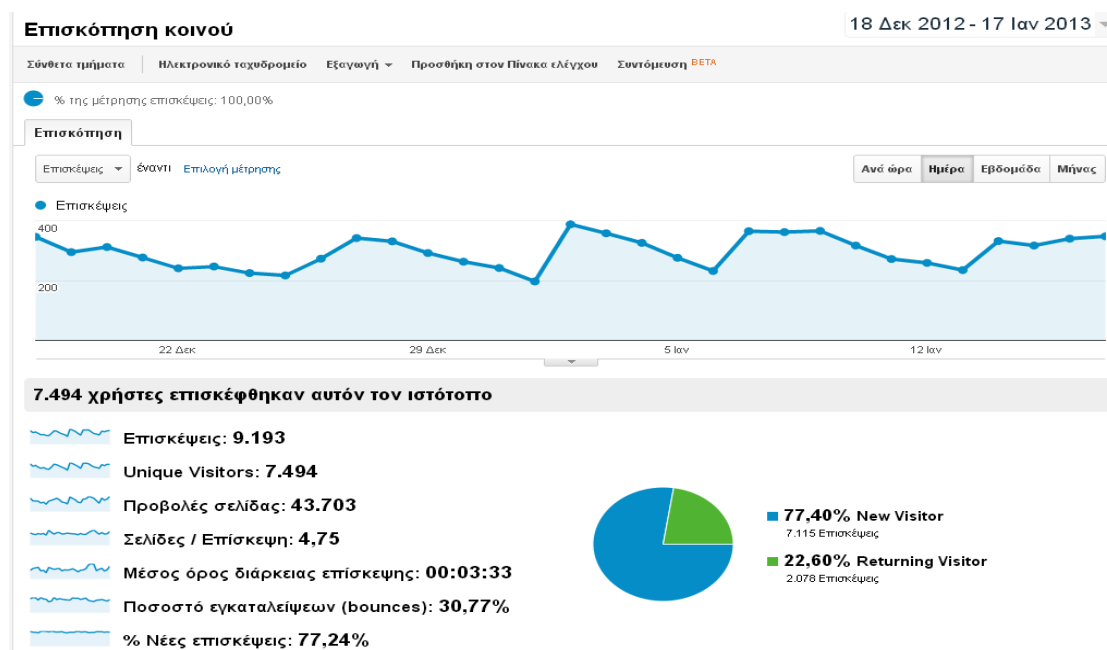 Επισκόπηση κοινού
18 Δεκ 2012 - 17 Ιαν 2013
Σύνθετα τμήματα Ηλεκτρονικό ταχυδρομείο Εξαγωγή Προσθήκη στον Πίνακα ελέγχου Συντόμευση BETA
% της μέτρησης επισκέψεις: 100,00%
Επισκόπηση
Επισκέψεις έναντι Επιλογή μέτρησης
Ανά ώρα Ημέρα Εβδομάδα Μήνας
Επισκέψεις
400
200
22 Δεκ 29 Δεκ 5 Ιαν 12 Ιαν
7.494 χρήστες επισκέφθηκαν αυτόν τον ιστότοπο
Επισκέψεις: 9.193
Unique Visitors: 7.494
Προβολές σελίδας: 43.703
Σελίδες / Επίσκεψη: 4,75
Μέσος όρος διάρκειας επίσκεψης: 00:03:33
Ποσοστό εγκαταλείψεων (bounces): 30,77%
% Νέες επισκέψεις: 77,24%
77,40% New Visitor
7.115 Επισκέψεις
22,60% Returning Visitor
2.078 Επισκέψεις